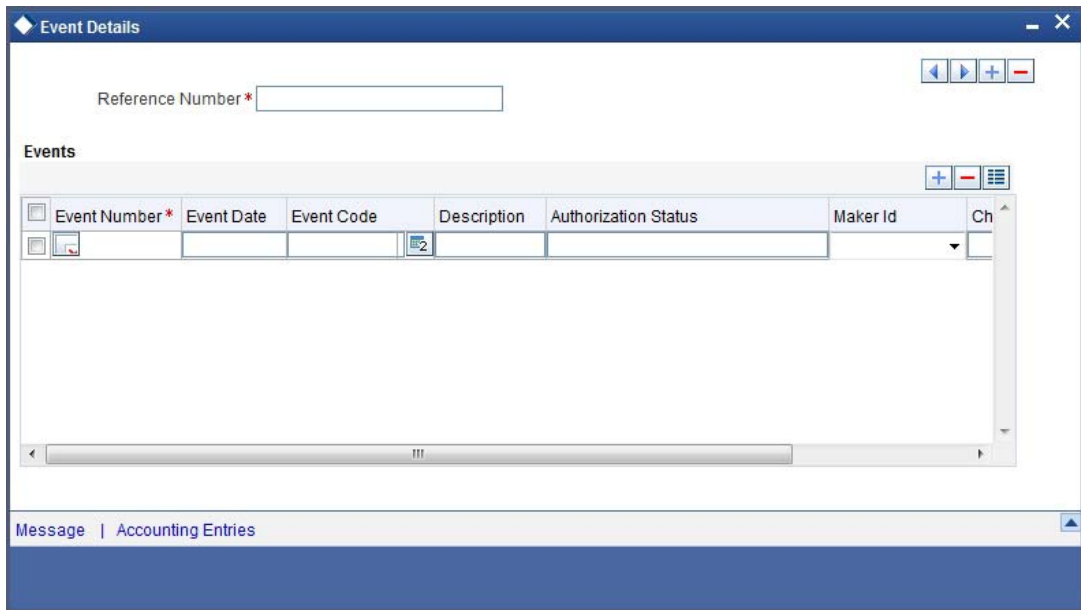 Event Details
Reference Number *
Events
Event Number * Event Date Event Code Description Authorization Status Maker Id Ch
2
Message | Accounting Entries